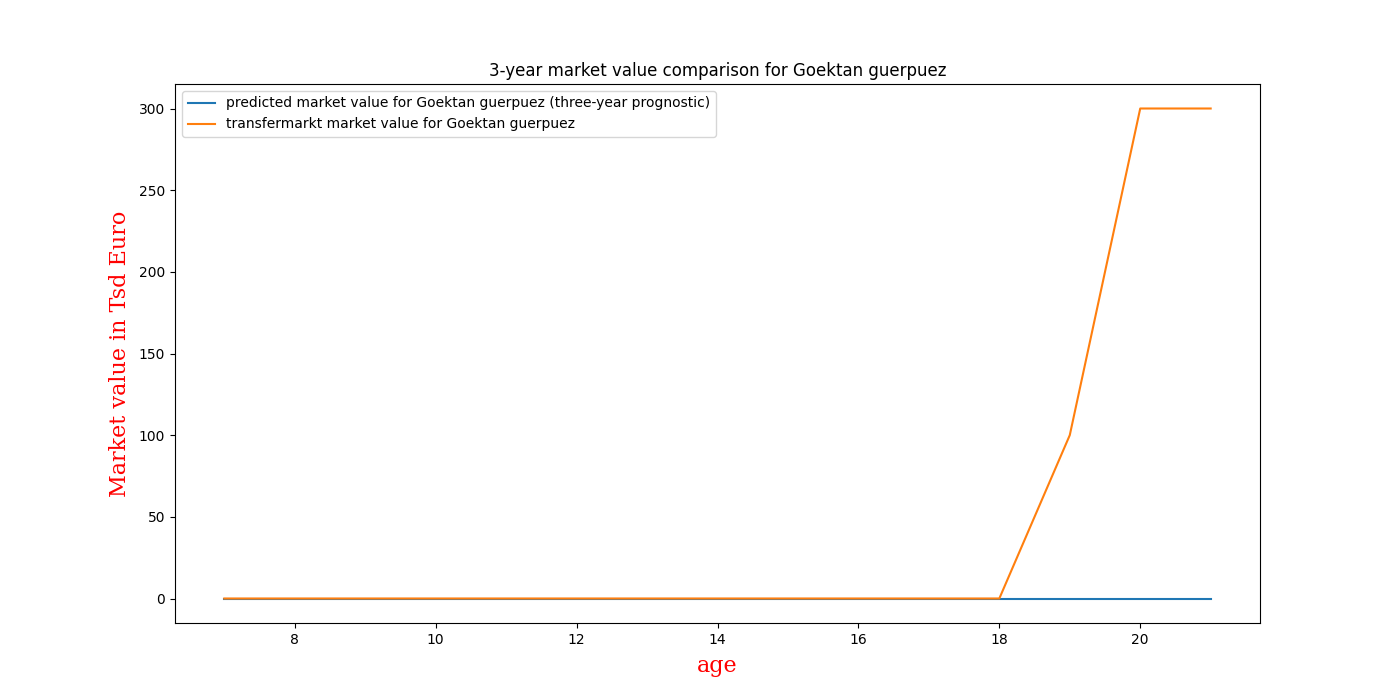 3-year market value comparison for Goektan guerpuez
predicted market value for Goektan guerpuez (three-year prognostic)
transfermarkt market value for Goektan guerpuez
Market value in Tsd Euro
300
250
200
150
100
50
0
8 10 12 14 16 18 20
age